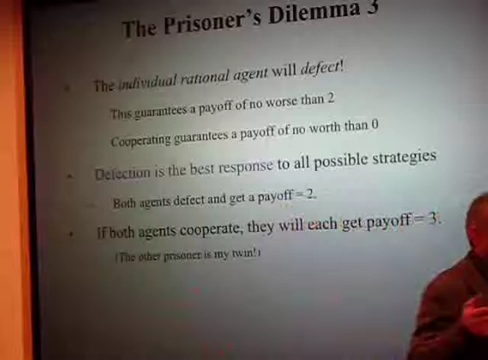 The Prisoner's Dilemma 3
The individual rational agent will defect!
This guarantees a payoff of no worse than 2
Cooperating guarantees a payoff of no worth than 0
Defection is the best response to all possible strategies
Both agents defect and get a payoff = 2.
If both agents cooperate, they will each get payoff = 3.
(The other prisoner is my twin!)